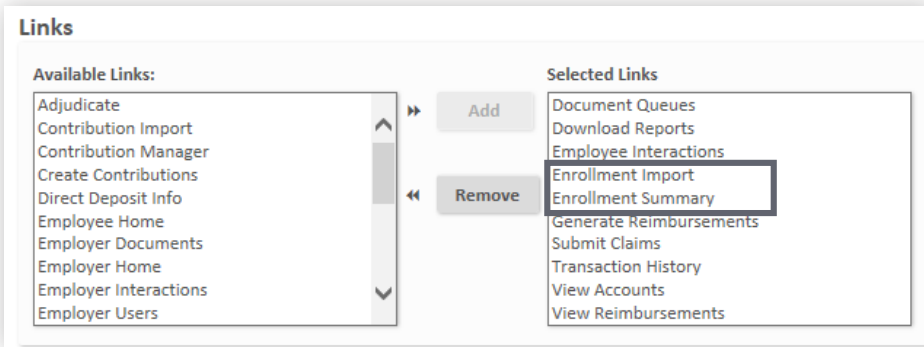 Links
Available Links:
Adjudicate
Contribution Import
Contribution Manager
Create Contributions
Direct Deposit Info
Employee Home
Employer Documents
Employer Home
Employer Interactions
Employer Users
Add
Remove
Selected Links
Document Queues
Download Reports
Employee Interactions
Enrollment Import
Enrollment Summary
Generate Reimbursements
Submit Claims
Transaction History
View Accounts
View Reimbursements